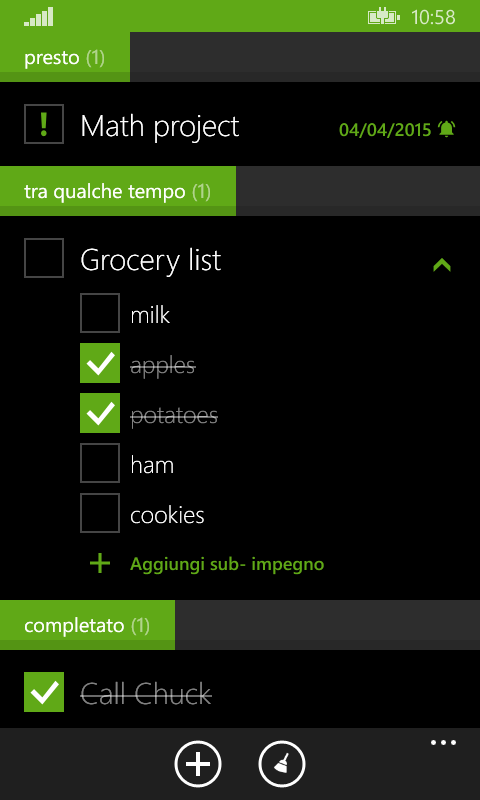 10:58
presto (1)
! Math project 04/04/2015
tra qualche tempo (1)
Grocery list
milk
apples
potatoes
ham
cookies
Aggiungi sub- impegno
completato (1)
Call Chuck